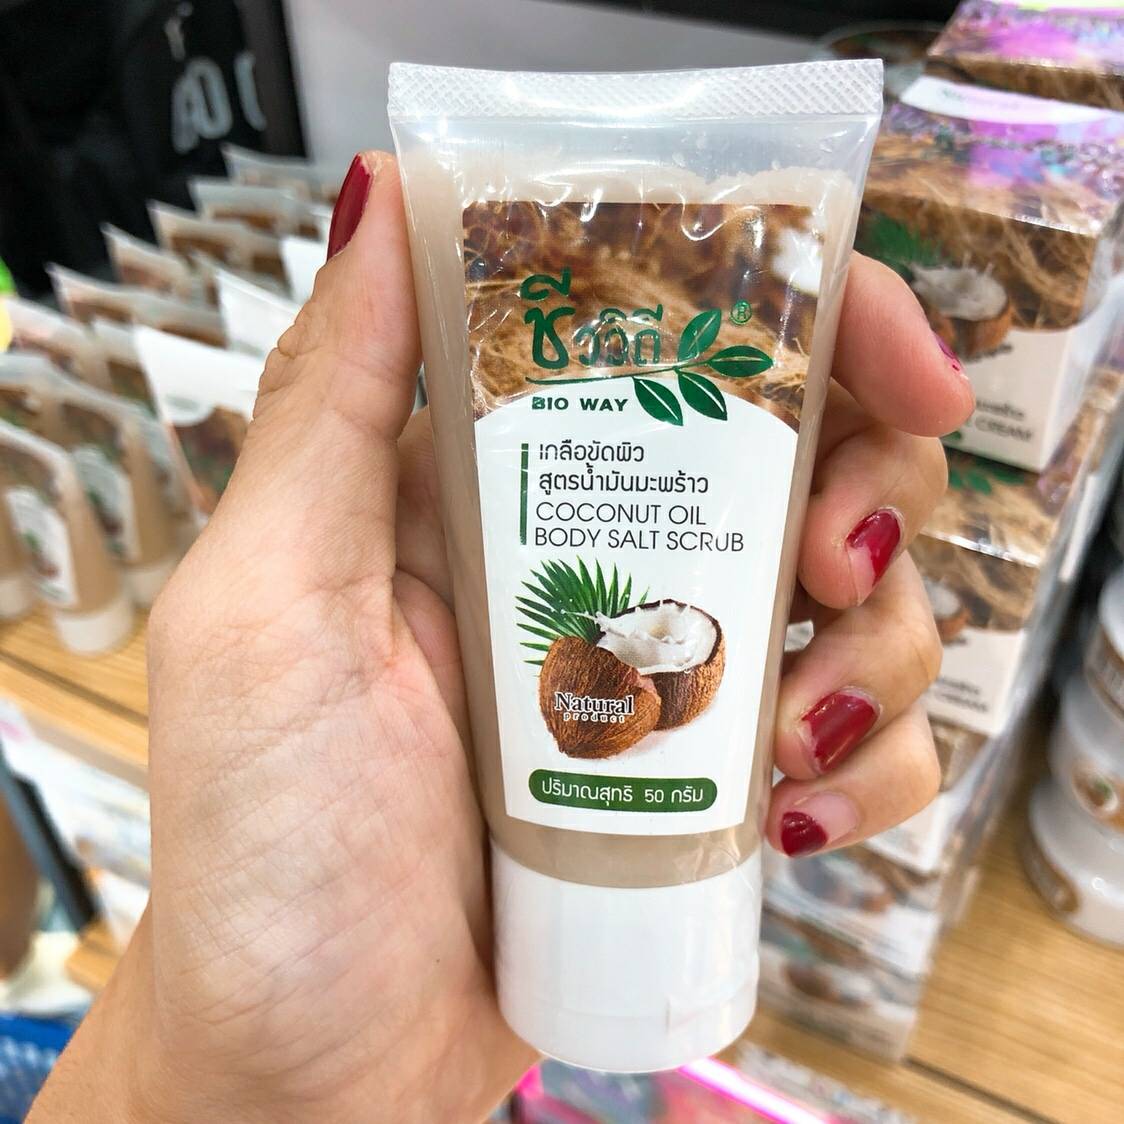 ชีววิถี®
BIO WAY
เกลือขัดผิว
สูตรน้ำมันมะพร้าว
COCONUT OIL
BODY SALT SCRUB
Natural
product
ปริมาณสุทธิ 50 กรัม
CREAM